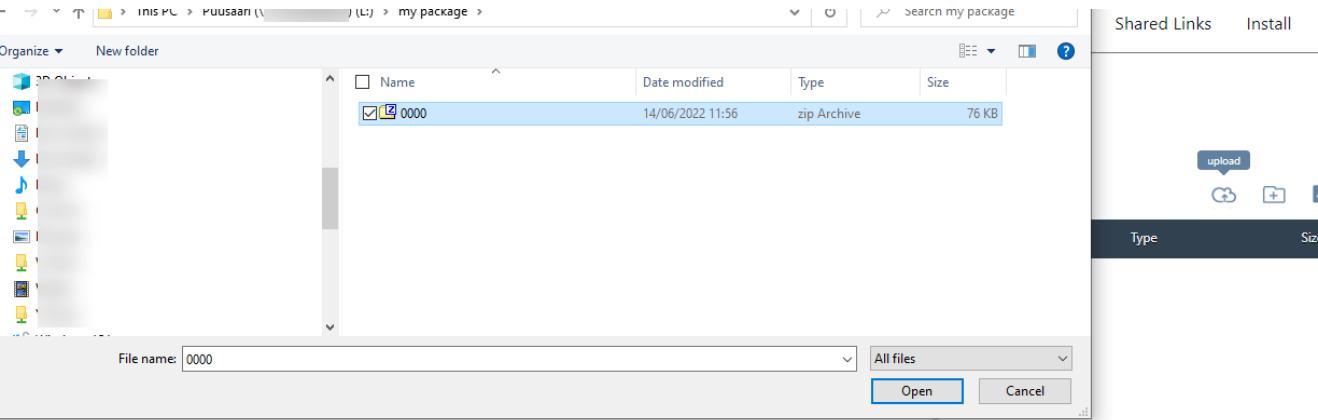 This PC > Puusaari (\ ) (L:) > my package >
Search my package
Shared Links Install
Organize New folder
Name Date modified Type Size
0000 14/06/2022 11:56 zip Archive 76 KB
upload
Type
File name: 0000 All files
Open Cancel